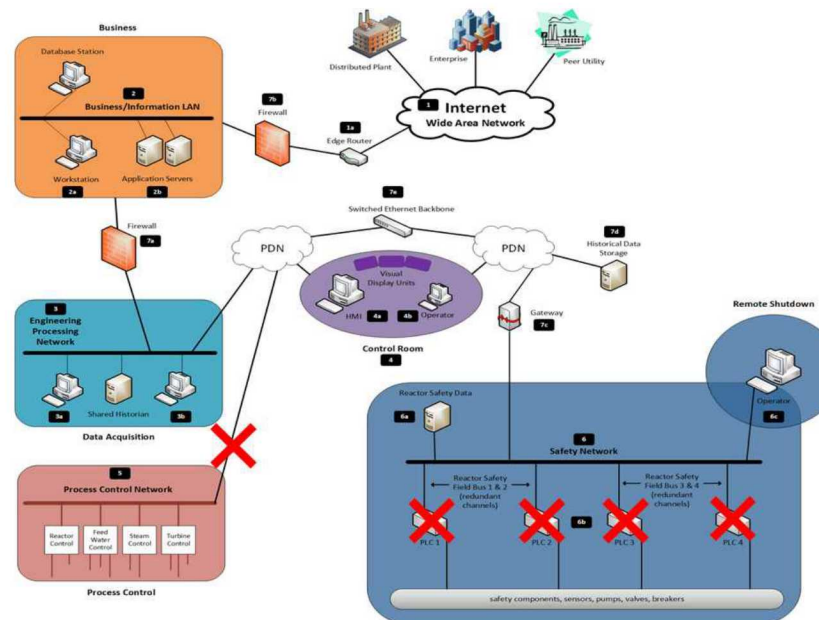 Business
Database Station
2
Business/Information LAN
Workstation
2a
Application Servers
2b
7b
Firewall
1a
Edge Router
Distributed Plant
Enterprise
Peer Utility
1
Internet
Wide Area Network
Firewall
7a
7e
Switched Ethernet Backbone
PDN
PDN
7d
Historical Data
Storage
Visual
Display Units
HMI
4a
4b
Operator
Control Room
4
Gateway
7c
Remote Shutdown
Operator
6c
3
Engineering
Processing
Network
3a
Shared Historian
3b
Data Acquisition
5
Process Control Network
Reactor
Control
Feed
Water
Control
Steam
Control
Turbine
Control
Process Control
Reactor Safety Data
6a
6
Safety Network
Reactor Safety
Field Bus 1 & 2
(redundant
channels)
Reactor Safety
Field Bus 3 & 4
(redundant
channels)
6b
PLC 1
PLC 2
PLC 3
PLC 4
safety components, sensors, pumps, valves, breakers